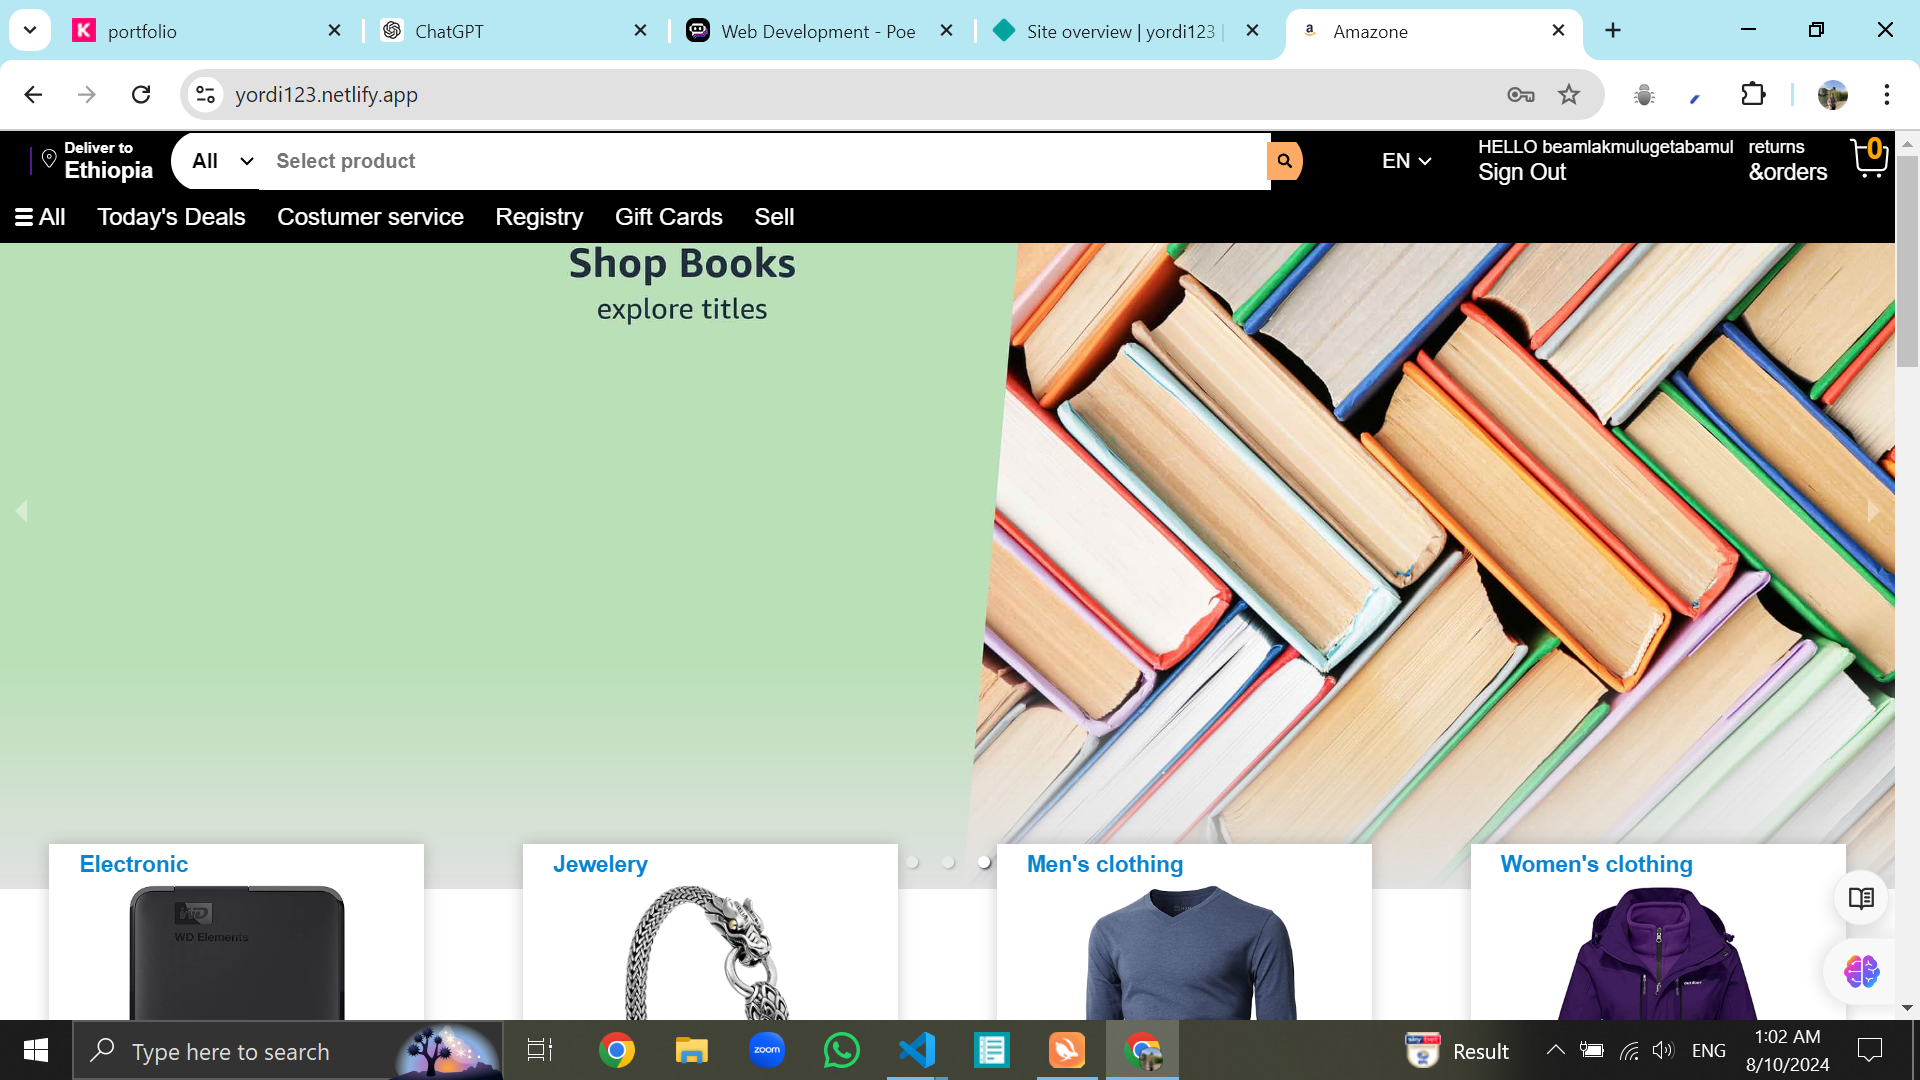 portfolio
ChatGPT
Web Development - Poe
Site overview | yordi123 |
Amazone
yordi123.netlify.app
Deliver to
Ethiopia
All
Select product
EN
HELLO beamlakmulugetabamul
Sign Out
returns
&orders
0
All
Today's Deals
Costumer service
Registry
Gift Cards
Sell
Shop Books
explore titles
Electronic
Jewelery
Men's clothing
Women's clothing
WD
WD Elements
Type here to search
zoom
Result
ENG
1:02 AM
8/10/2024